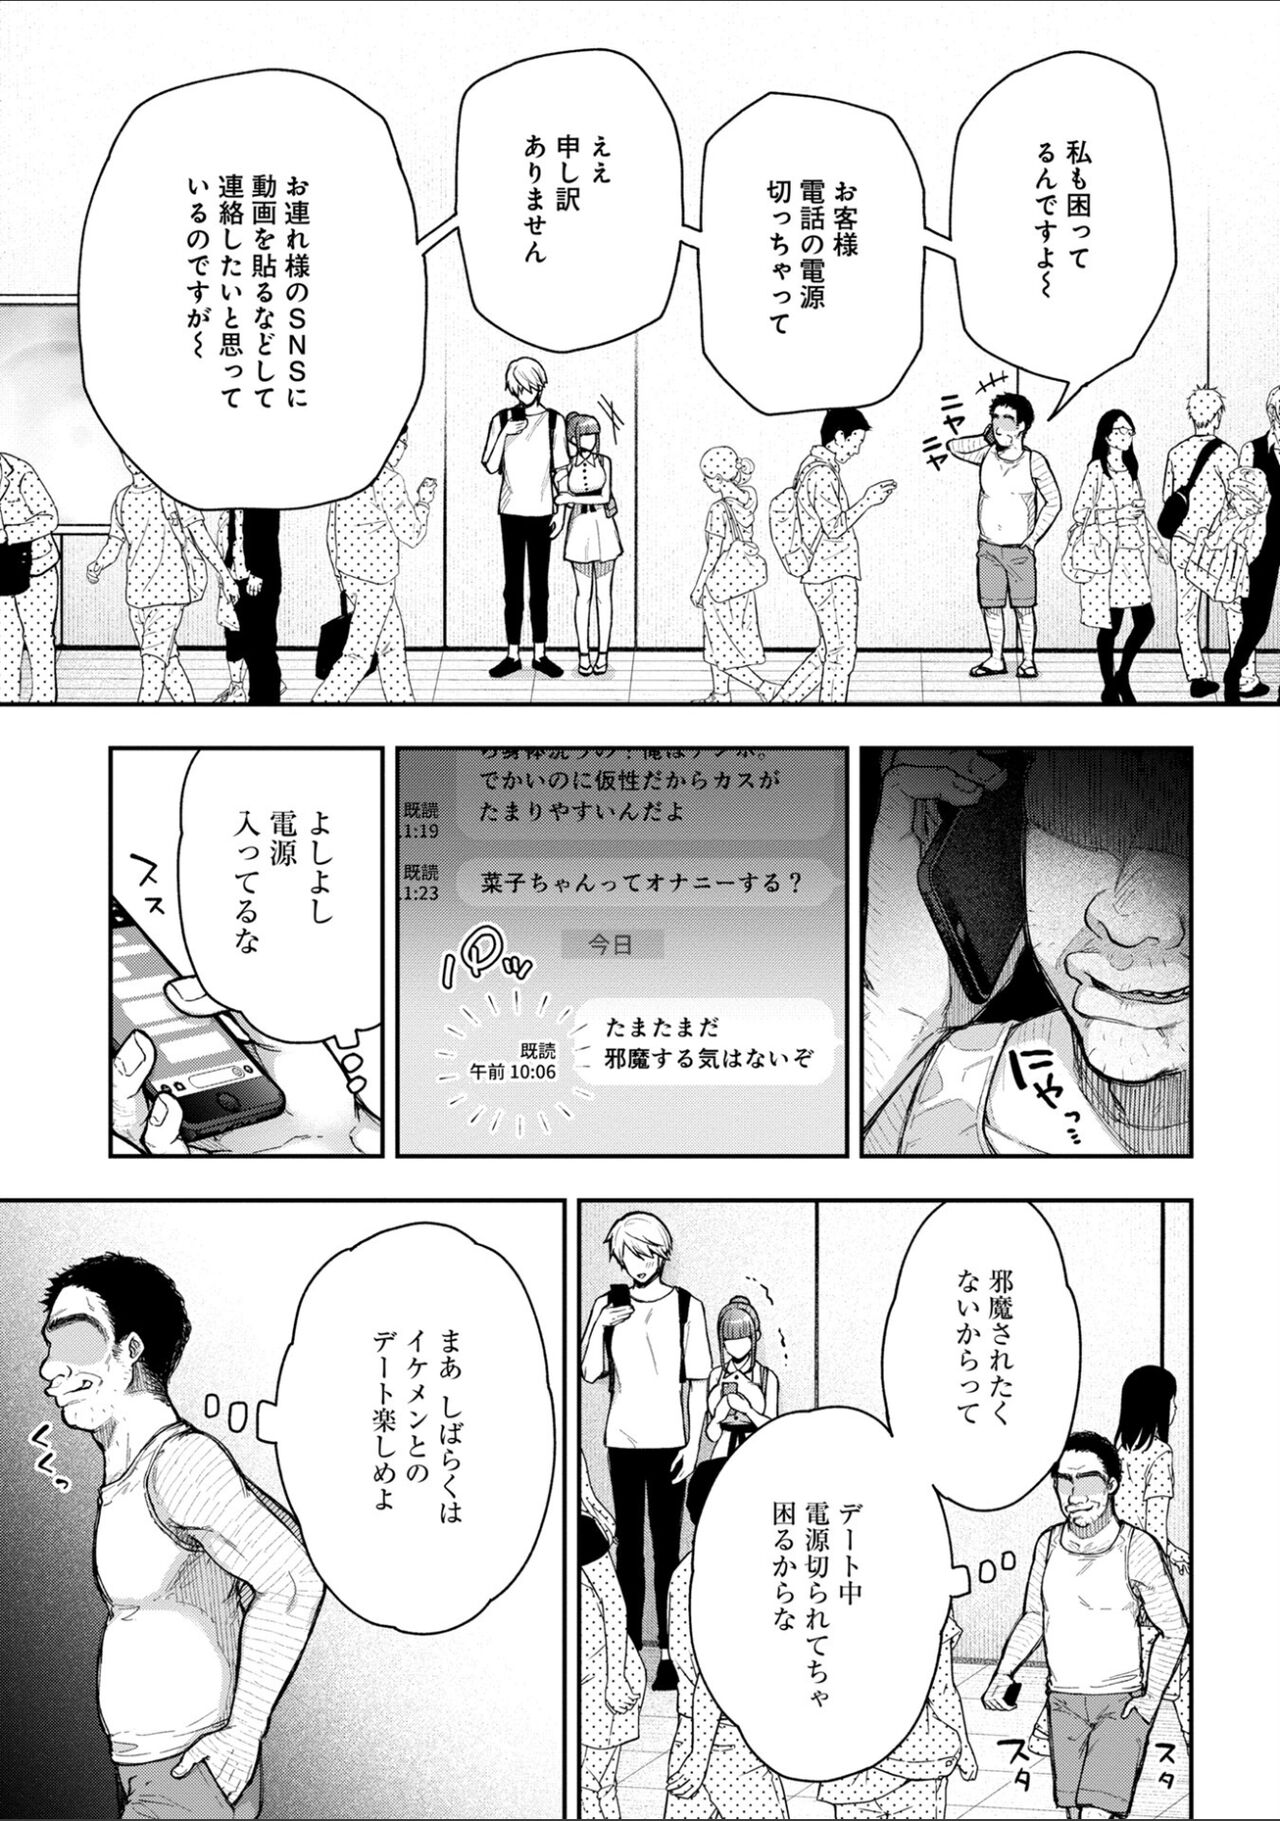 私も困って
るんですよ〜
お客様
電話の電源
切っちゃって
ええ
申し訳
ありません
お連れ様のSNSに
動画を貼るなどして
連絡したいと思って
いるのですが〜
ニヤ
ニヤ
にやっ…
でかいのに仮性だからカスが
たまりやすいんだよ
既読
11:19
菜子ちゃんってオナニーする?
既読
11:23
今日
パッ
たまたまだ
邪魔する気はないぞ
既読
午前 10:06
よしよし
電源
入ってるな
スス
邪魔されたく
ないからって
デート中
電源切られてちゃ
困るからな
スタ
スタ
まあ しばらくは
イケメンとの
デート楽しめよ
くくっ